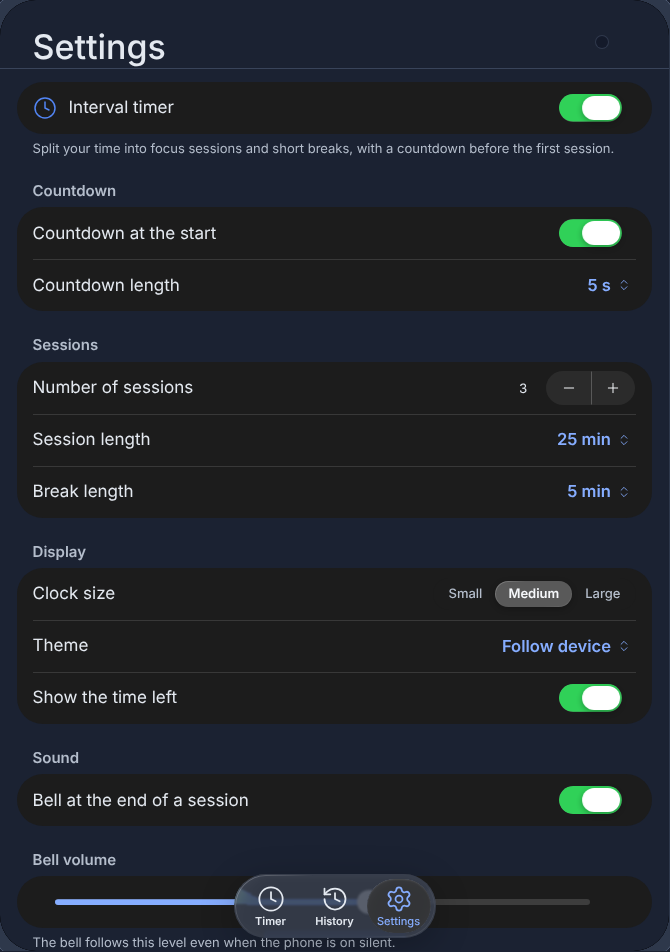 Settings
Interval timer
Split your time into focus sessions and short breaks, with a countdown before the first session.
Countdown
Countdown at the start
Countdown length 5 s
Sessions
Number of sessions 3 − +
Session length 25 min
Break length 5 min
Display
Clock size Small Medium Large
Theme Follow device
Show the time left
Sound
Bell at the end of a session
Bell volume
Timer History Settings
The bell follows this level even when the phone is on silent.